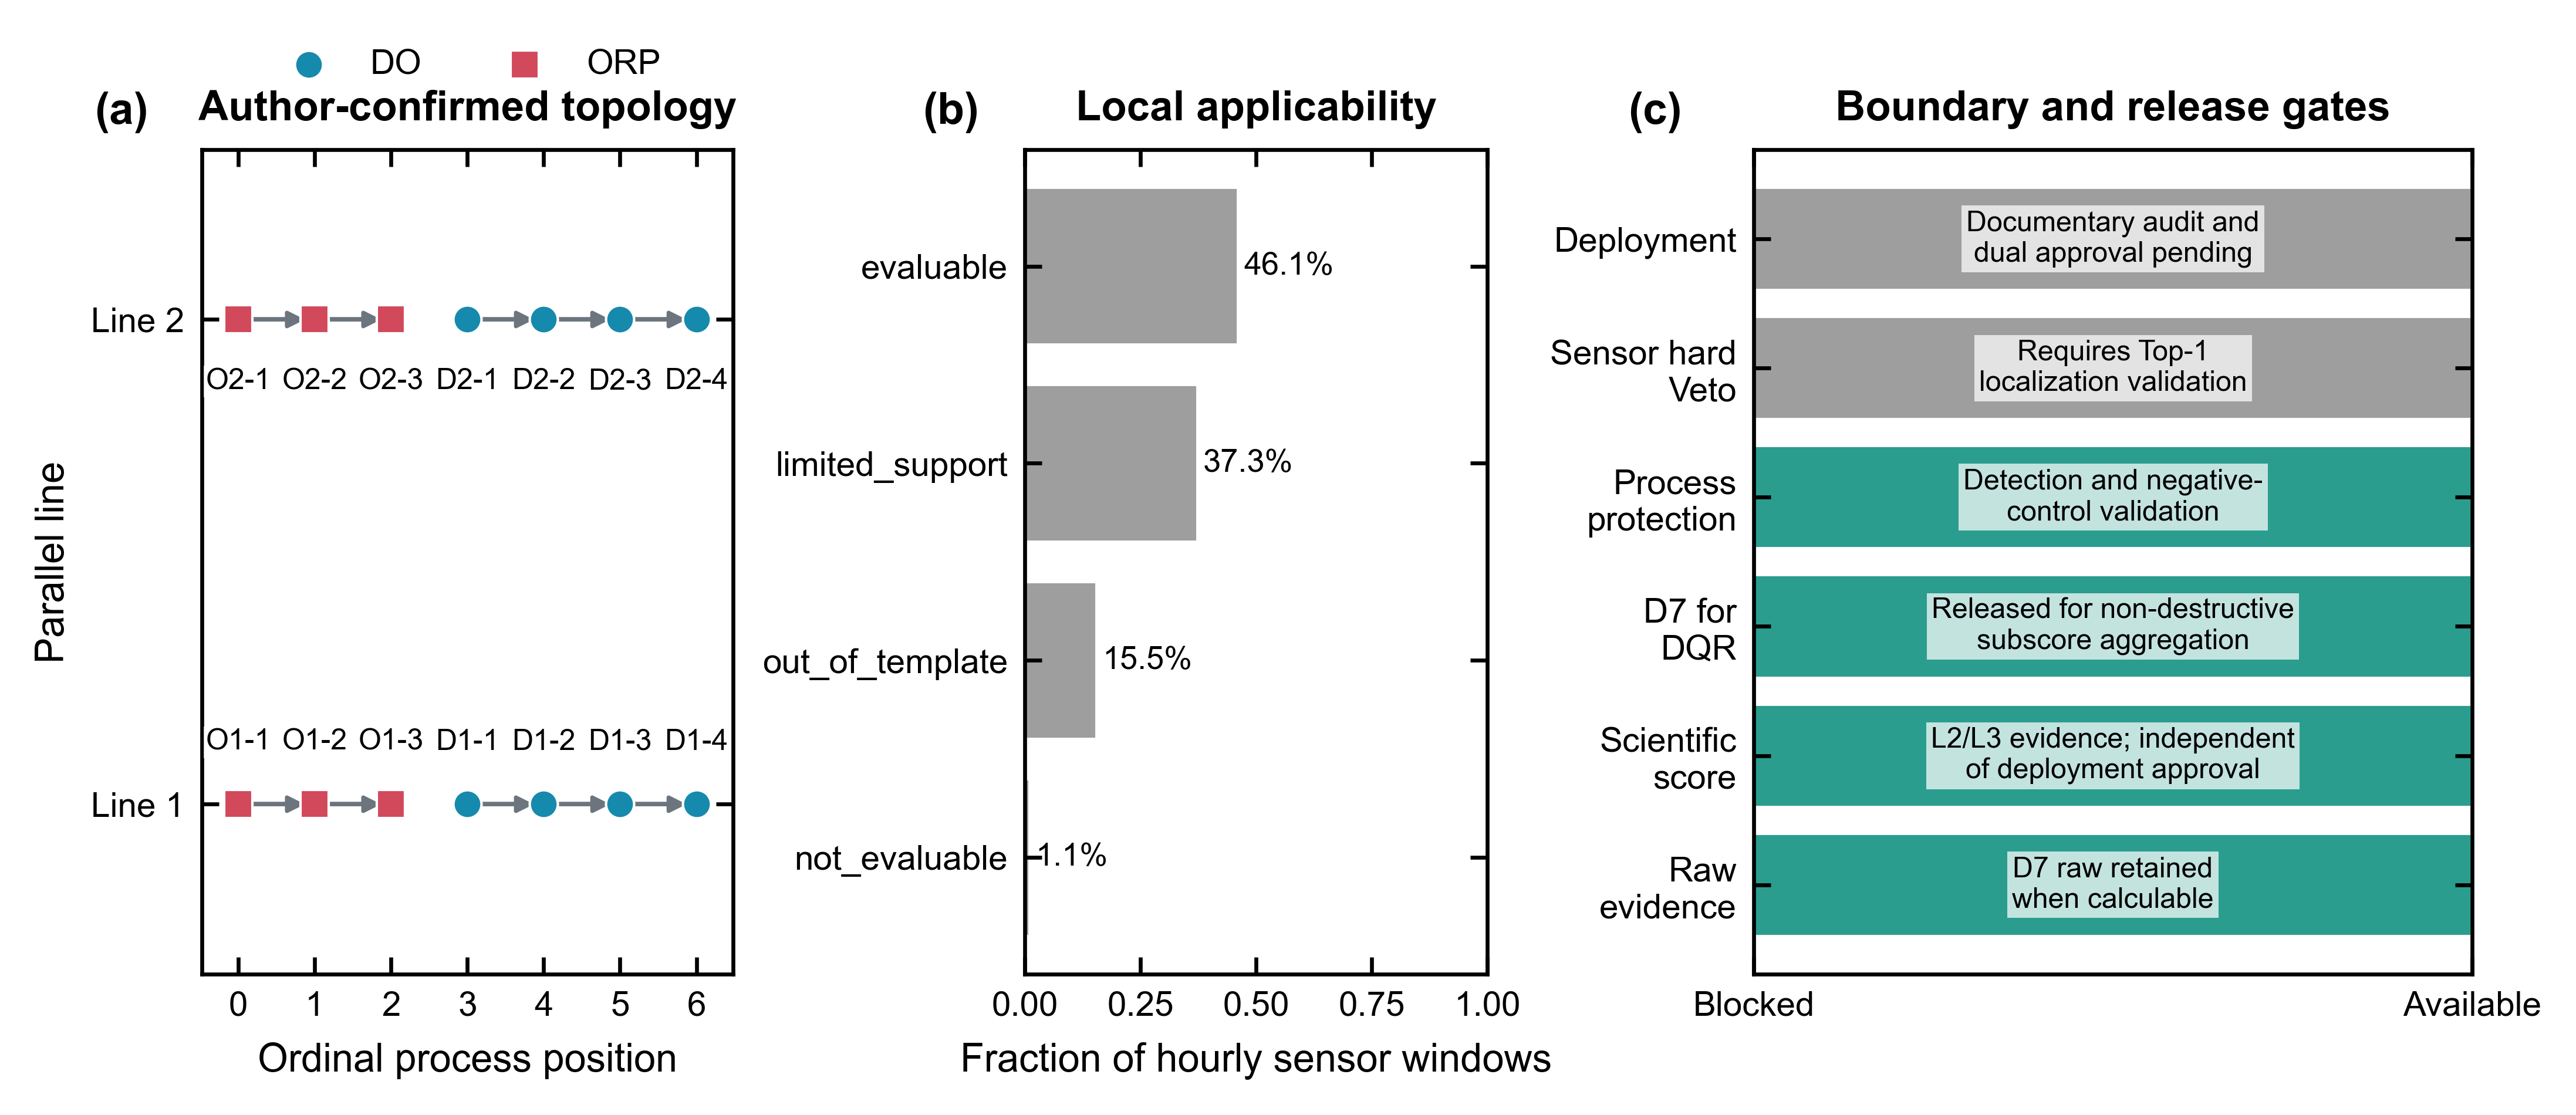 DO ORP
(a) Author-confirmed topology
Parallel line
Line 2
O2-1 O2-2 O2-3 D2-1 D2-2 D2-3 D2-4
O1-1 O1-2 O1-3 D1-1 D1-2 D1-3 D1-4
Line 1
0 1 2 3 4 5 6
Ordinal process position
(b) Local applicability
evaluable 46.1%
limited_support 37.3%
out_of_template 15.5%
not_evaluable 1.1%
0.00 0.25 0.50 0.75 1.00
Fraction of hourly sensor windows
(c) Boundary and release gates
Deployment
Documentary audit and
dual approval pending
Sensor hard
Veto
Requires Top-1
localization validation
Process
protection
Detection and negative-
control validation
D7 for
DQR
Released for non-destructive
subscore aggregation
Scientific
score
L2/L3 evidence; independent
of deployment approval
Raw
evidence
D7 raw retained
when calculable
Blocked Available